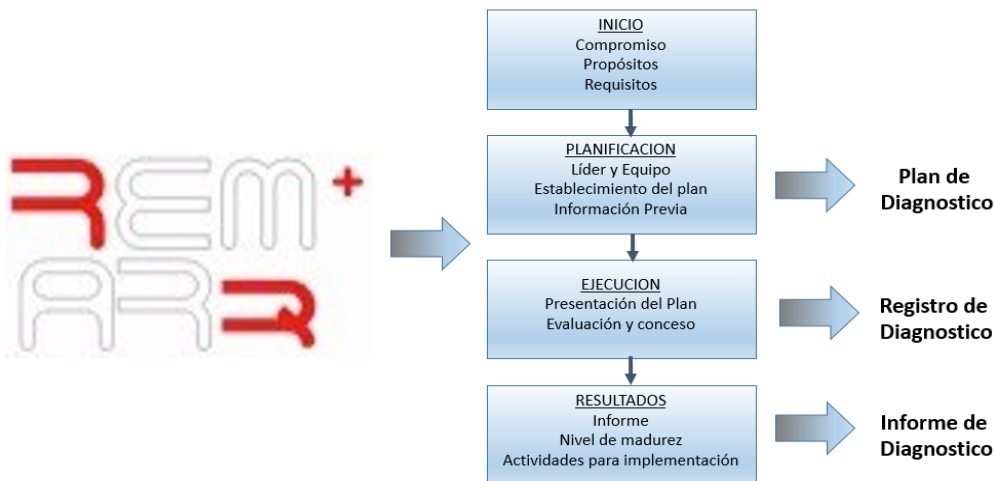 REM+
ARQ
INICIO
Compromiso
Propósitos
Requisitos
PLANIFICACION
Líder y Equipo
Establecimiento del plan
Información Previa
Plan de
Diagnostico
EJECUCION
Presentación del Plan
Evaluación y conceso
Registro de
Diagnostico
RESULTADOS
Informe
Nivel de madurez
Actividades para implementación
Informe de
Diagnostico